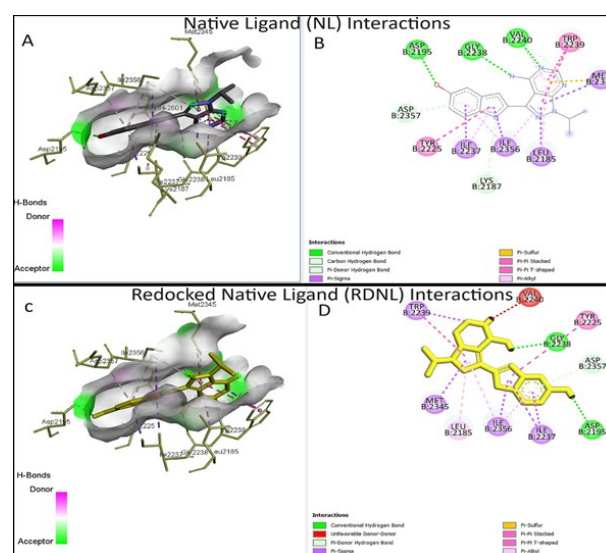 Native Ligand (NL) Interactions
A
Met2345
Asp2195
H-Bonds
Donor
Acceptor
B
ASP
B:2195
GLY
B:2238
VAL
B:2240
TRP
B:2239
ASP
B:2357
TYR
B:2225
ILE
B:2237
ILE
B:2356
LEU
B:2185
LYS
B:2187
Interactions
Conventional Hydrogen Bond
Carbon Hydrogen Bond
Pi-Donor Hydrogen Bond
Pi-Sigma
Pi-Sulfur
Pi-Pi Stacked
Pi-Pi T-shaped
Pi-Alkyl
Redocked Native Ligand (RDNL) Interactions
C
Met2345
Asp2195
H-Bonds
Donor
Acceptor
D
TRP
B:2239
VAL
TYR
B:2225
GLY
B:2238
ASP
B:2357
MET
B:2345
LEU
B:2185
ILE
B:2356
ILE
B:2237
ASP
B:2195
Interactions
Conventional Hydrogen Bond
Unfavorable Donor-Donor
Pi-Donor Hydrogen Bond
Pi-Sigma
Pi-Sulfur
Pi-Pi Stacked
Pi-Pi T-shaped
Pi-Alkyl